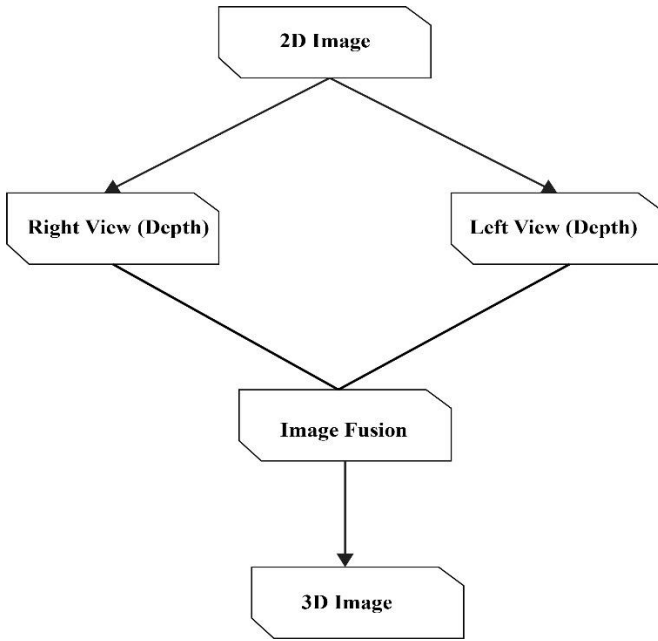 2D Image
Right View (Depth)
Left View (Depth)
Image Fusion
3D Image